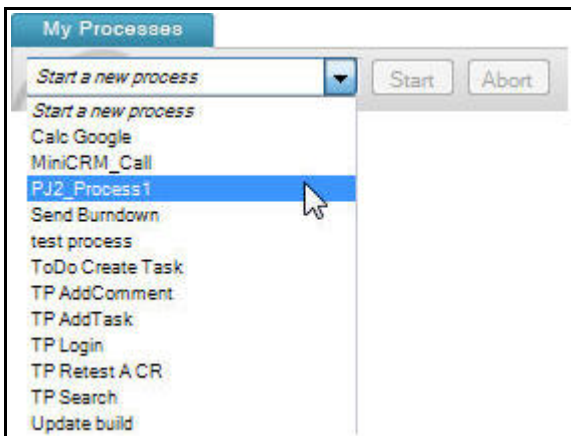 My Processes
Start a new process
Start Abort
Start a new process
Calc Google
MiniCRM_Call
PJ2_Process1
Send Burndown
test process
ToDo Create Task
TP AddComment
TP AddTask
TP Login
TP Retest A CR
TP Search
Update build